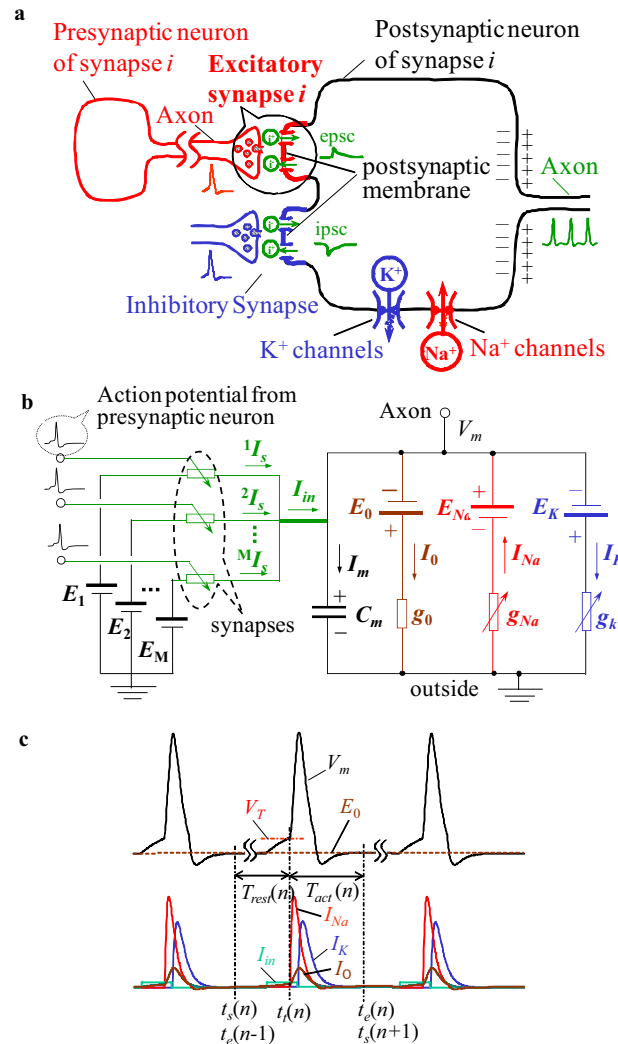 a
Presynaptic neuron
of synapse i
Excitatory
synapse i
Postsynaptic neuron
of synapse i
Axon
epsc
postsynaptic
membrane
Axon
ipsc
Inhibitory Synapse
K+
K+ channels
Na+
Na+ channels
b
Action potential from
presynaptic neuron
Axon
Vm
1Is
2Is
MIs
Iin
E1
E2
EM
synapses
Im
Cm
E0
I0
g0
ENa
INa
gNa
EK
gk
outside
c
Vm
VT
E0
Trest(n)
Tact(n)
INa
IK
Iin
IO
ts(n)
te(n-1)
tt(n)
te(n)
ts(n+1)